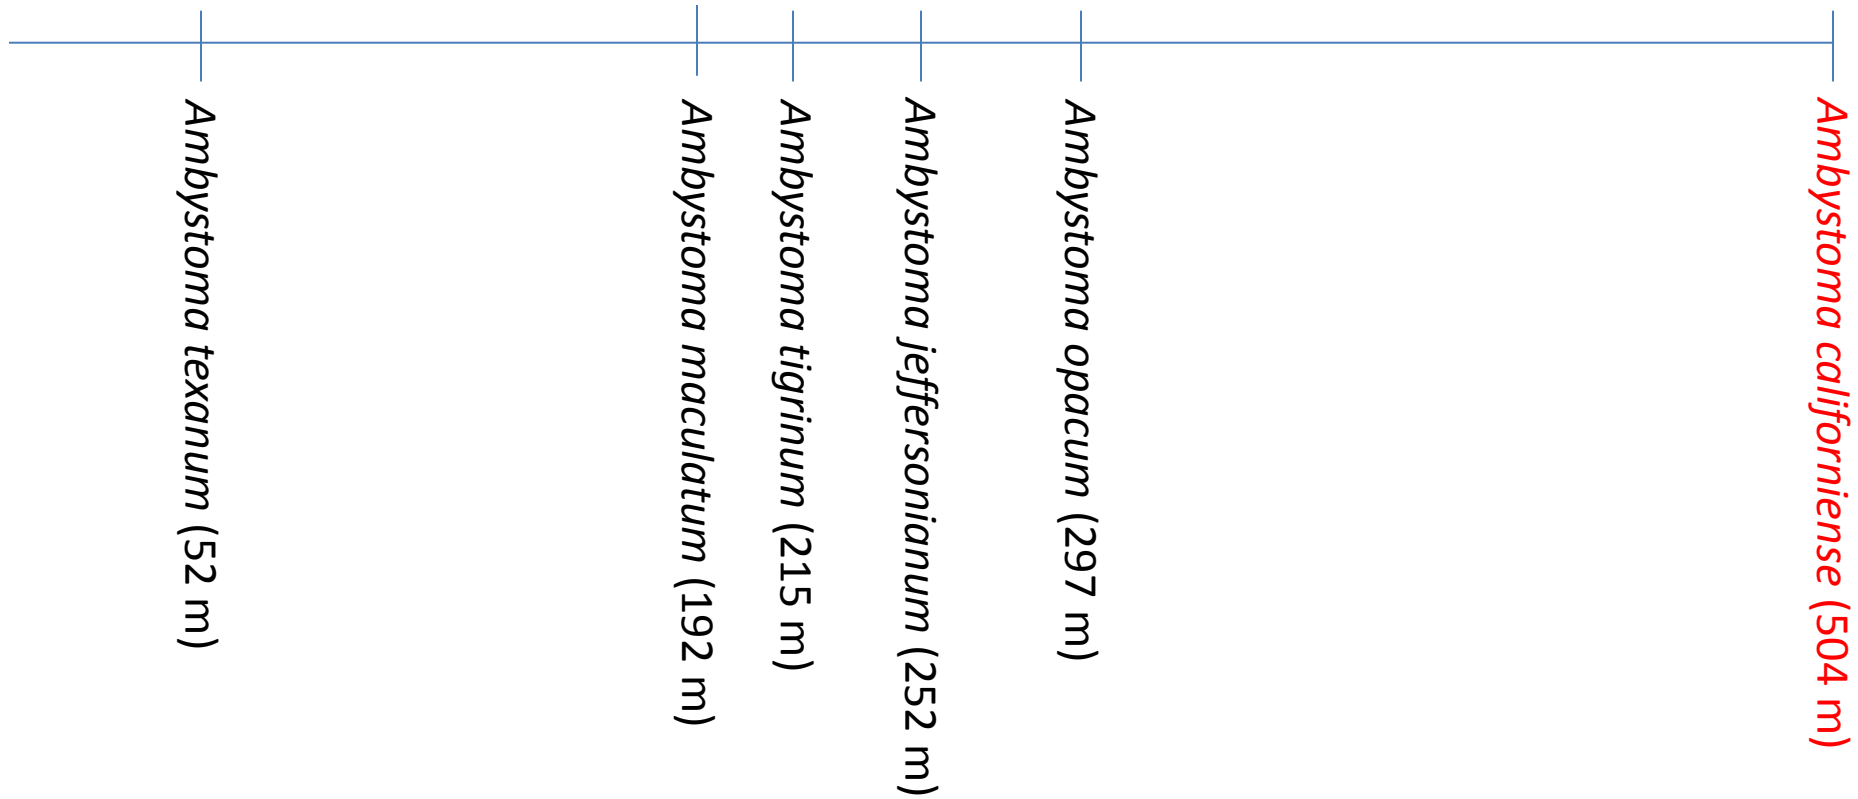 Ambystoma texanum (52 m)
Ambystoma maculatum (192 m)
Ambystoma tigrinum (215 m)
Ambystoma jeffersonianum (252 m)
Ambystoma opacum (297 m)
Ambystoma californiense (504 m)